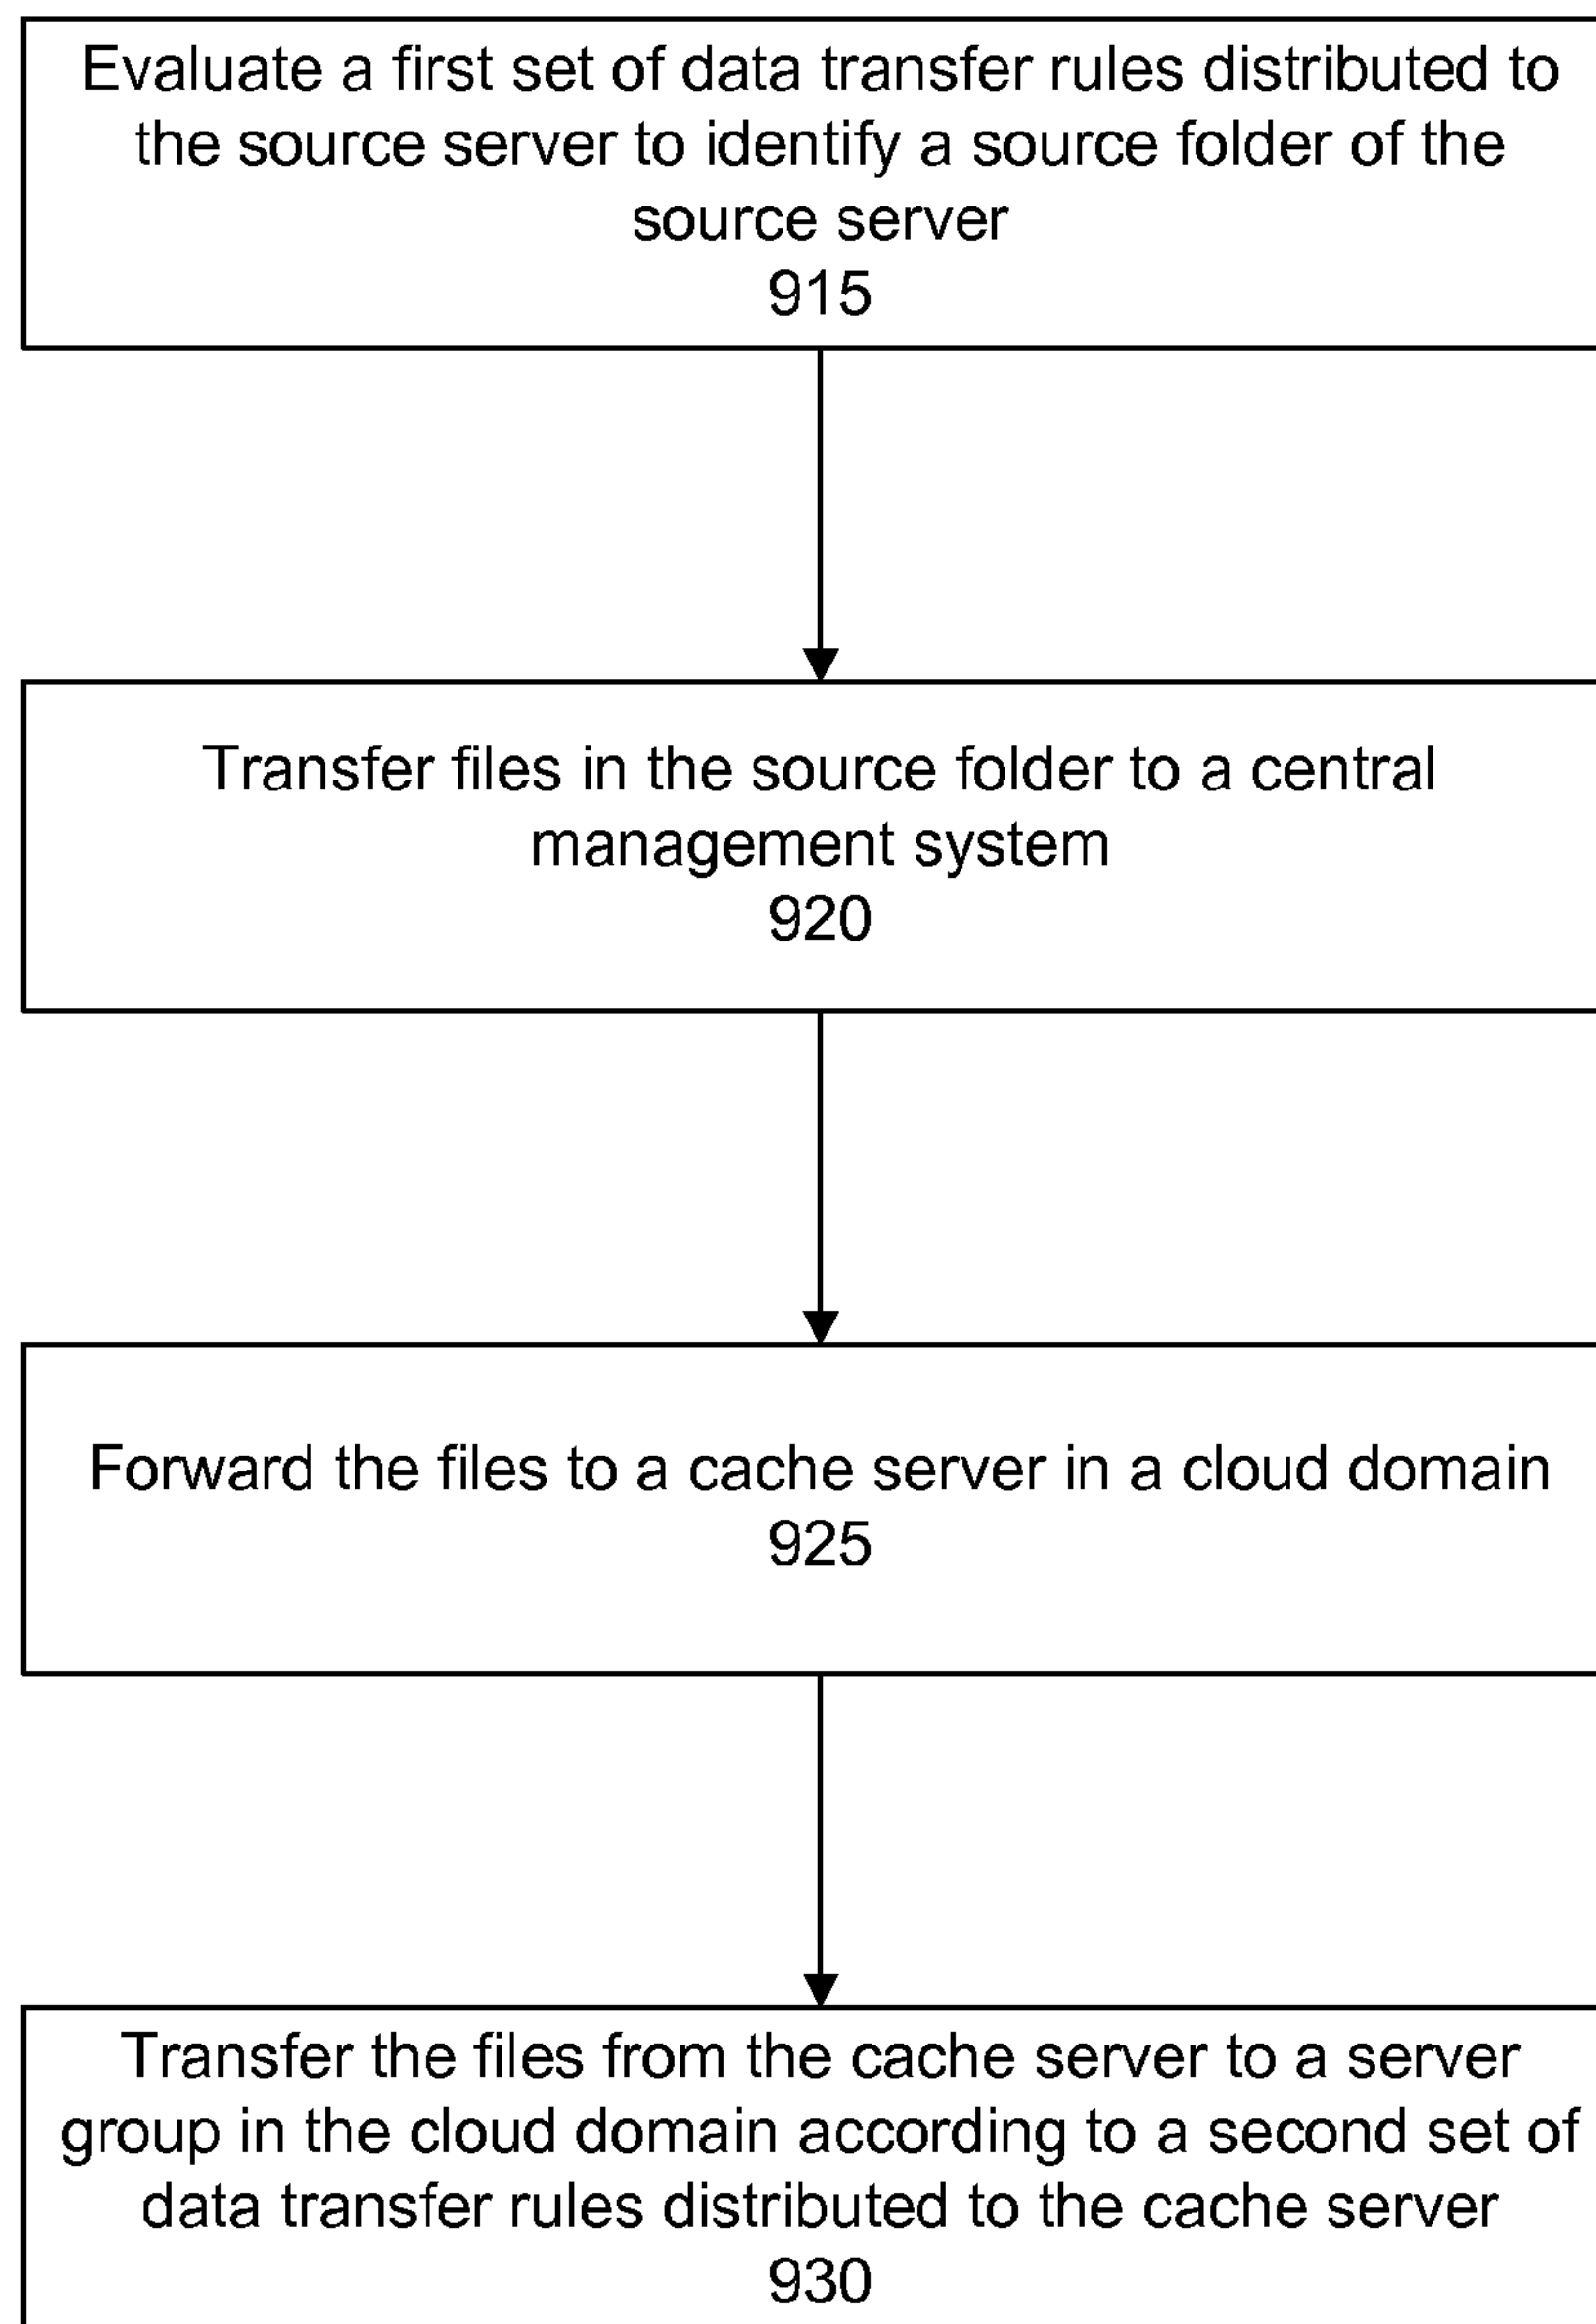 Evaluate a first set of data transfer rules distributed to
the source server to identify a source folder of the
source server
915
Transfer files in the source folder to a central
management system
920
Forward the files to a cache server in a cloud domain
925
Transfer the files from the cache server to a server
group in the cloud domain according to a second set of
data transfer rules distributed to the cache server
930